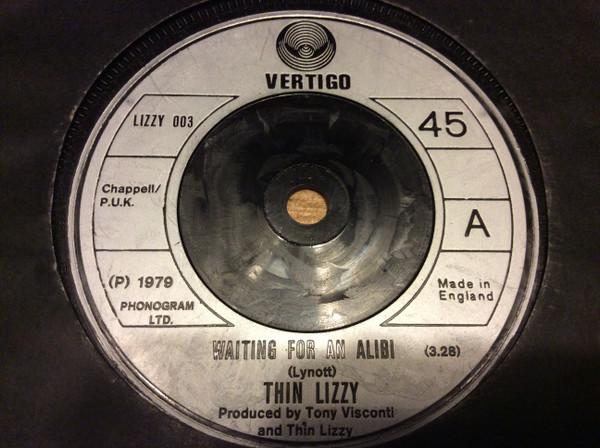 VERTIGO
LIZZY 003
45
Chappell/
P.U.K.
A
(P) 1979
PHONOGRAM
LTD.
Made in
England
WAITING FOR AN ALIBI (3.28)
(Lynott)
THIN LIZZY
Produced by Tony Visconti
and Thin Lizzy